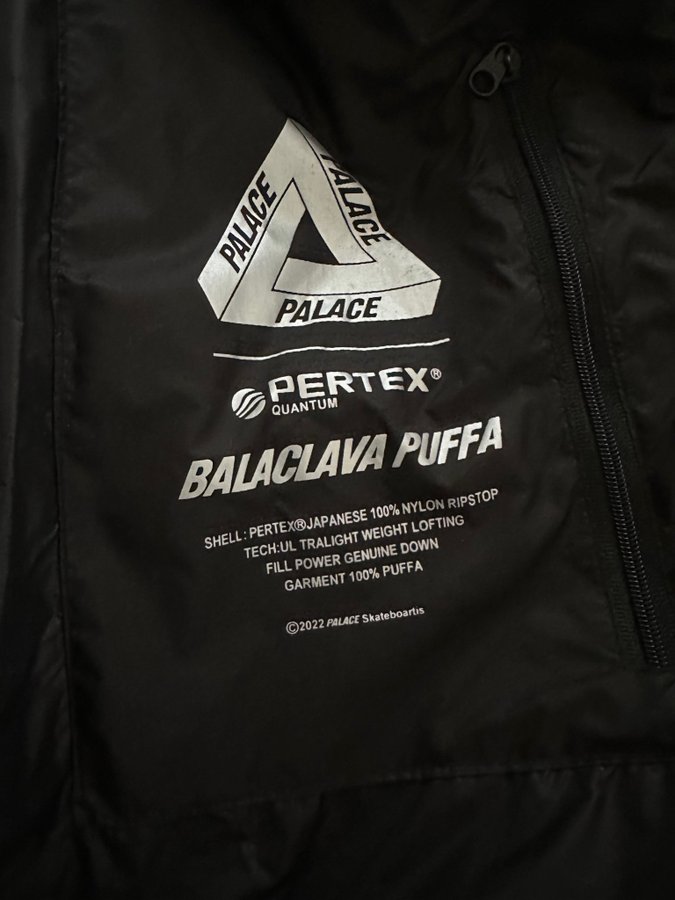 PALACE
PALACE
PALACE
PERTEX®
QUANTUM
BALACLAVA PUFFA
SHELL: PERTEX®JAPANESE 100% NYLON RIPSTOP
TECH:UL TRALIGHT WEIGHT LOFTING
FILL POWER GENUINE DOWN
GARMENT 100% PUFFA
©2022 PALACE Skateboartis